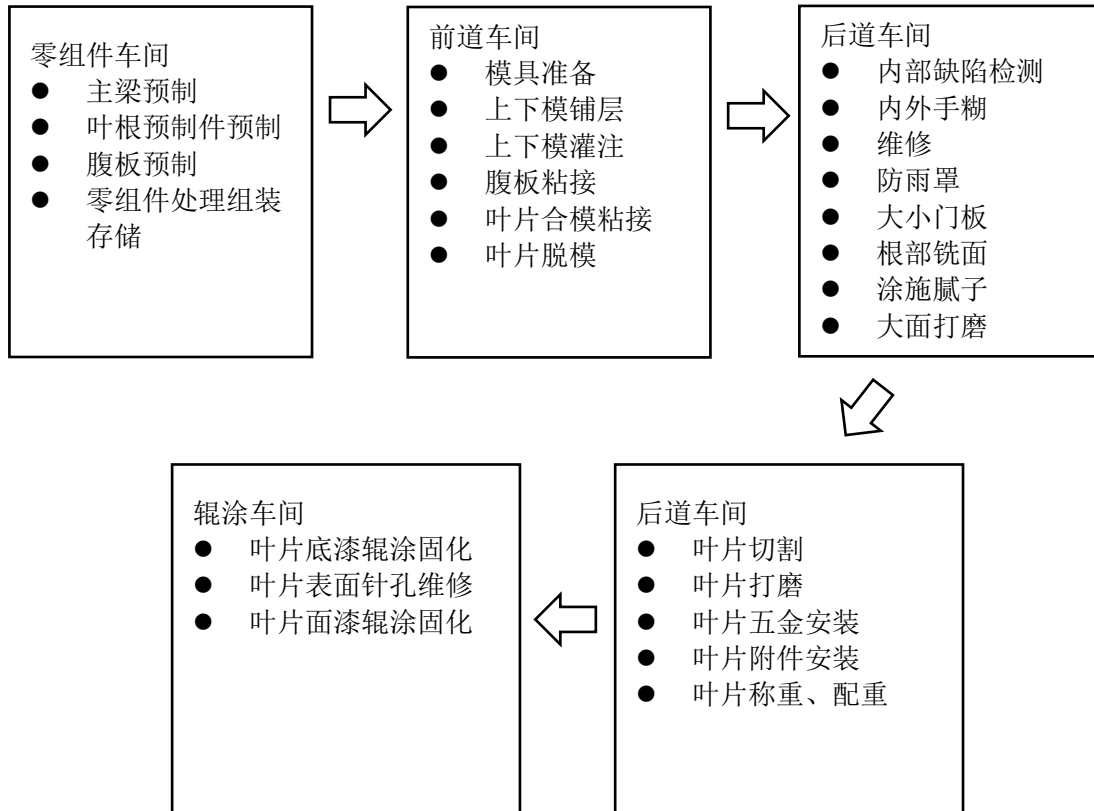 零组件车间
● 主梁预制
● 叶根预制件预制
● 腹板预制
● 零组件处理组装
存储
前道车间
● 模具准备
● 上下模铺层
● 上下模灌注
● 腹板粘接
● 叶片合模粘接
● 叶片脱模
后道车间
● 内部缺陷检测
● 内外手糊
● 维修
● 防雨罩
● 大小门板
● 根部铣面
● 涂施腻子
● 大面打磨
后道车间
● 叶片切割
● 叶片打磨
● 叶片五金安装
● 叶片附件安装
● 叶片称重、配重
辊涂车间
● 叶片底漆辊涂固化
● 叶片表面针孔维修
● 叶片面漆辊涂固化